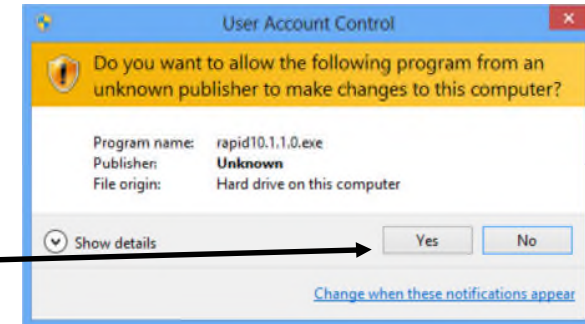 User Account Control
Do you want to allow the following program from an
unknown publisher to make changes to this computer?
Program name: rapid10.1.1.0.exe
Publisher: Unknown
File origin: Hard drive on this computer
Show details
Yes
No
Change when these notifications appear